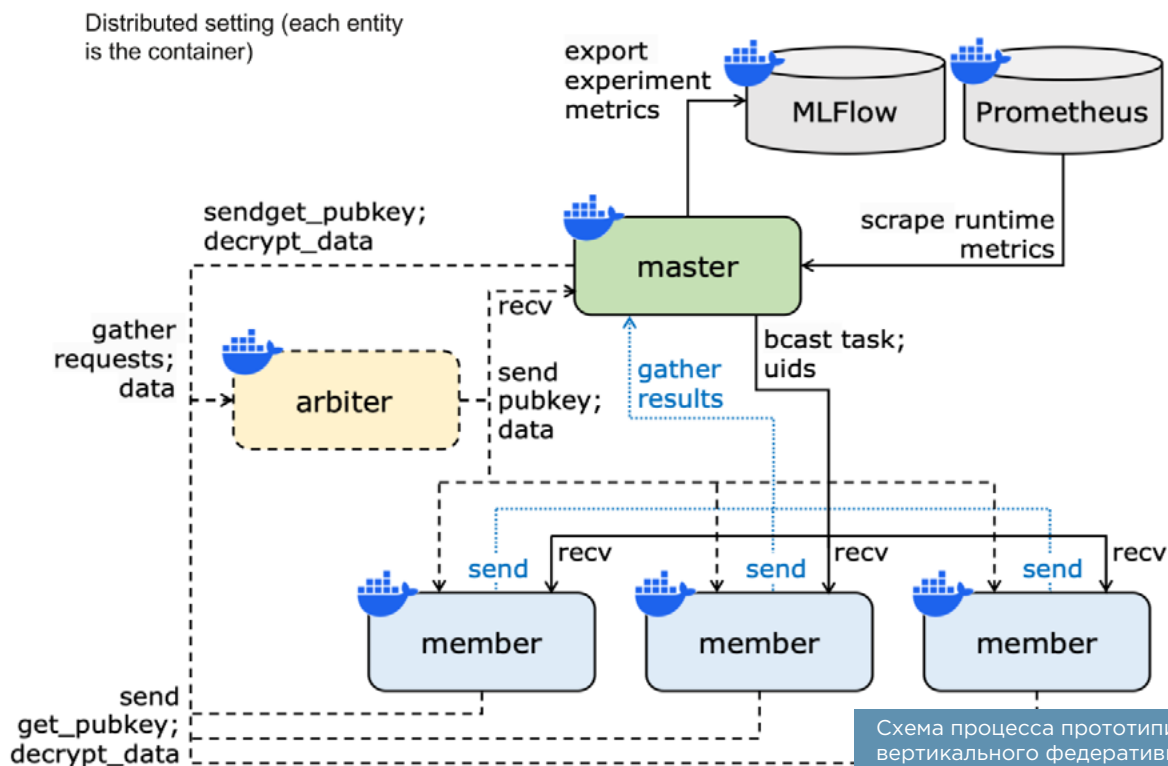 Distributed setting (each entity
is the container)
export
experiment
metrics
MLFlow
Prometheus
sendget_pubkey;
decrypt_data
scrape runtime
metrics
master
recv
gather
requests;
data
bcast task;
uids
gather
results
send
pubkey;
data
arbiter
recv
recv
recv
send
send
send
member
member
member
send
get_pubkey;
decrypt_data
Схема процесса
вертикального